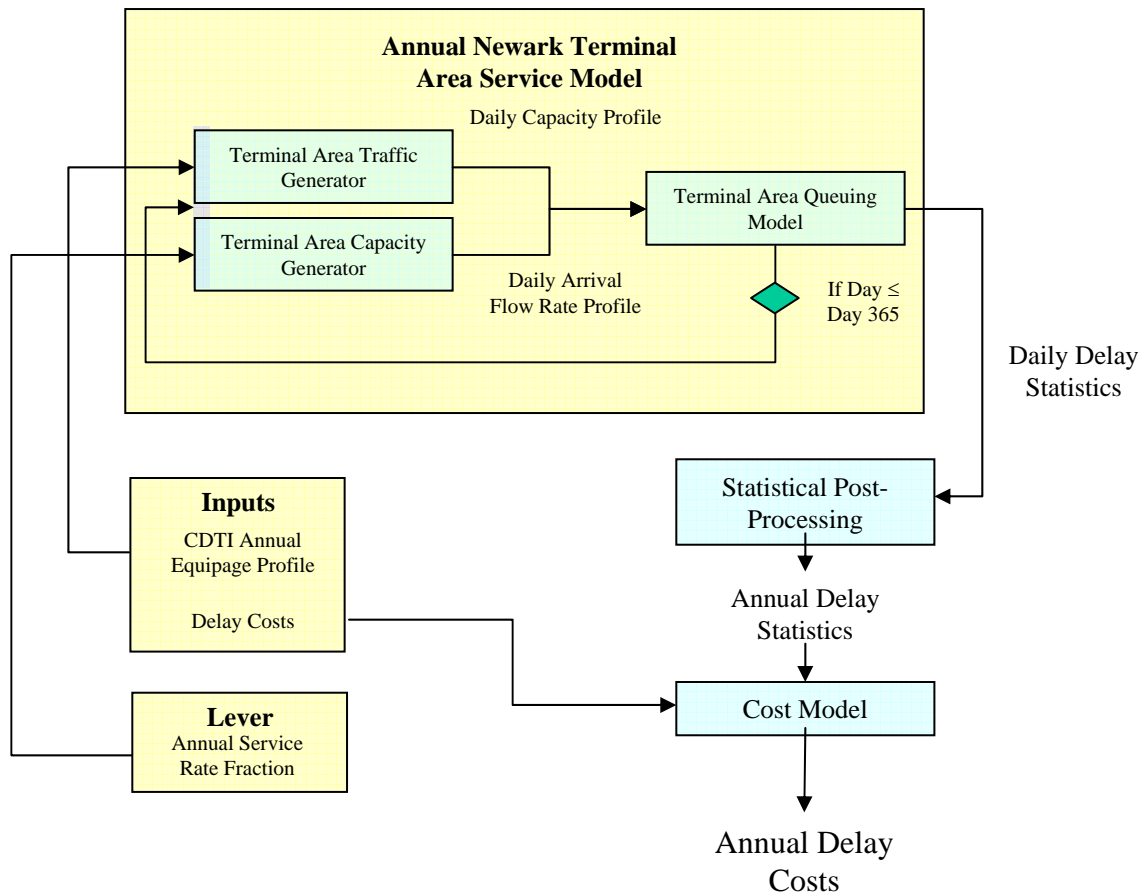 Annual Newark Terminal
Area Service Model
Daily Capacity Profile
Terminal Area Traffic
Generator
Terminal Area Capacity
Generator
Daily Arrival
Flow Rate Profile
Terminal Area Queuing
Model
If Day ≤
Day 365
Daily Delay
Statistics
Inputs
CDTI Annual
Equipage Profile
Delay Costs
Lever
Annual Service
Rate Fraction
Statistical Post-
Processing
Annual Delay
Statistics
Cost Model
Annual Delay
Costs